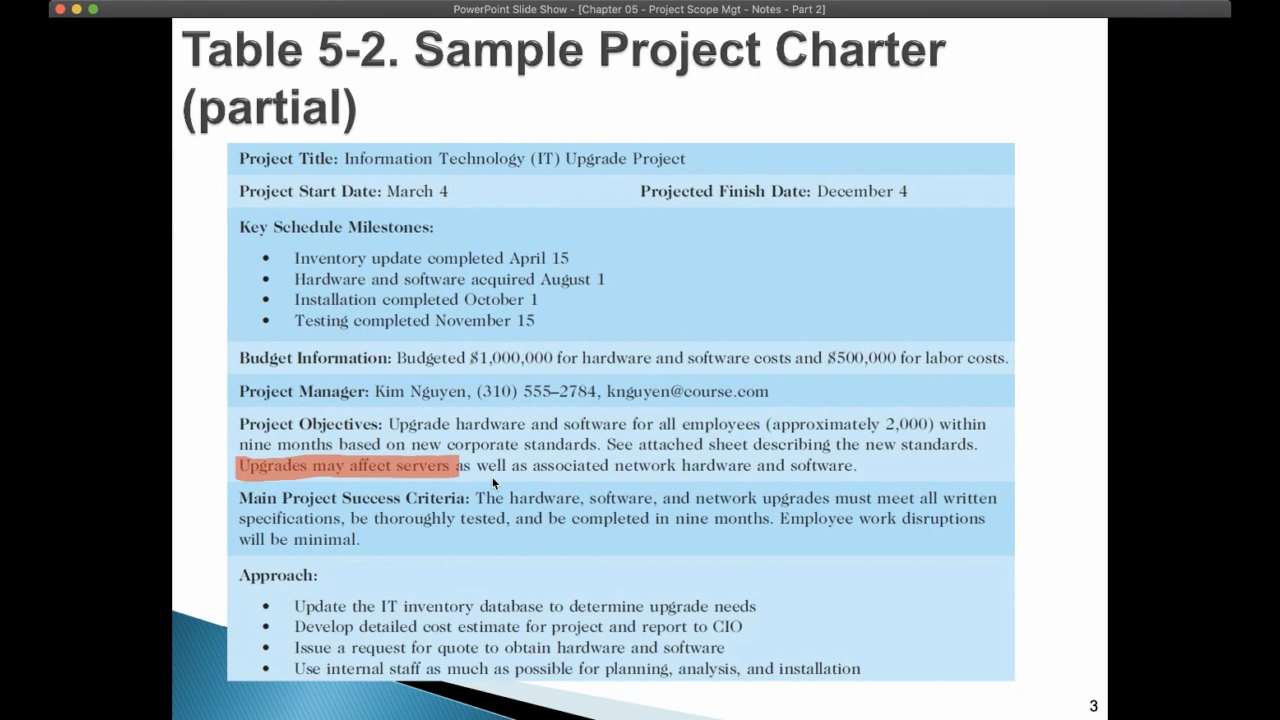 PowerPoint Slide Show - [Chapter 05 - Project Scope Mgt - Notes - Part 2]
Table 5-2. Sample Project Charter
(partial)
Project Title: Information Technology (IT) Upgrade Project
Project Start Date: March 4 Projected Finish Date: December 4
Key Schedule Milestones:
• Inventory update completed April 15
• Hardware and software acquired August 1
• Installation completed October 1
• Testing completed November 15
Budget Information: Budgeted $1,000,000 for hardware and software costs and $500,000 for labor costs.
Project Manager: Kim Nguyen, (310) 555–2784, knguyen@course.com
Project Objectives: Upgrade hardware and software for all employees (approximately 2,000) within
nine months based on new corporate standards. See attached sheet describing the new standards.
Upgrades may affect servers as well as associated network hardware and software.
Main Project Success Criteria: The hardware, software, and network upgrades must meet all written
specifications, be thoroughly tested, and be completed in nine months. Employee work disruptions
will be minimal.
Approach:
• Update the IT inventory database to determine upgrade needs
• Develop detailed cost estimate for project and report to CIO
• Issue a request for quote to obtain hardware and software
• Use internal staff as much as possible for planning, analysis, and installation
3